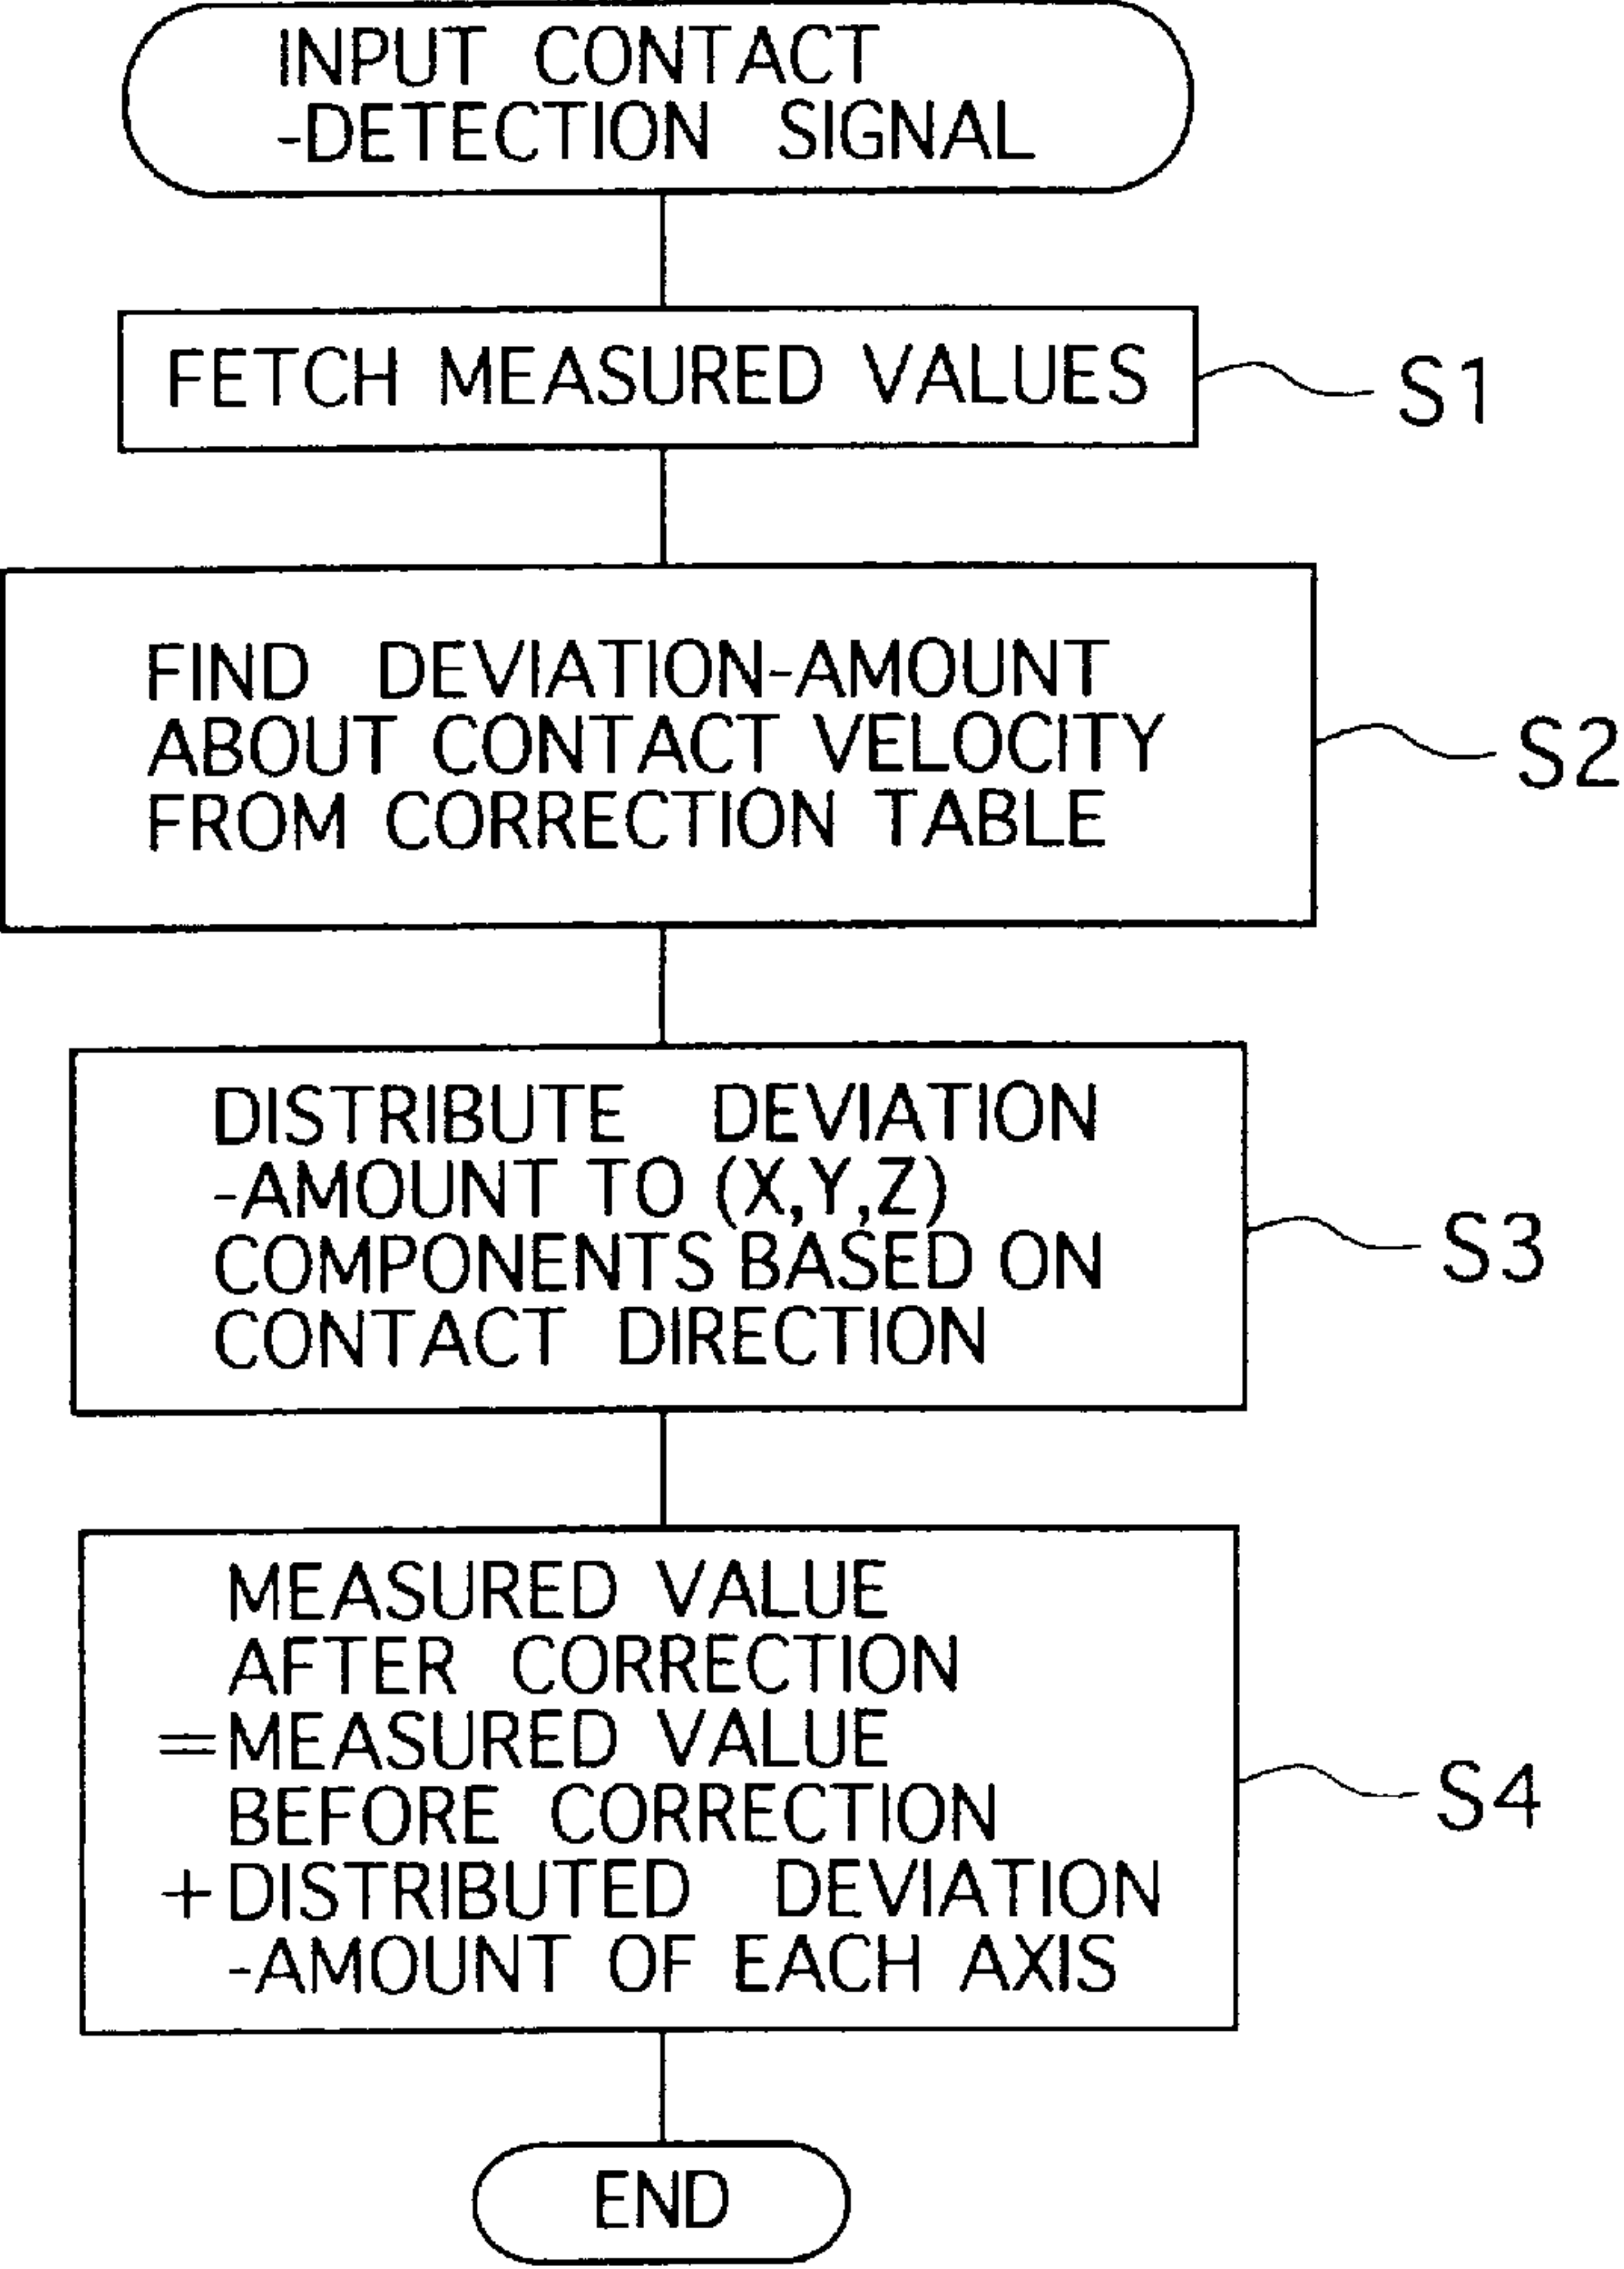 INPUT CONTACT
-DETECTION SIGNAL
FETCH MEASURED VALUES
S1
FIND DEVIATION-AMOUNT
ABOUT CONTACT VELOCITY
FROM CORRECTION TABLE
S2
DISTRIBUTE DEVIATION
-AMOUNT TO (X,Y,Z)
COMPONENTS BASED ON
CONTACT DIRECTION
S3
MEASURED VALUE
AFTER CORRECTION
=MEASURED VALUE
BEFORE CORRECTION
+DISTRIBUTED DEVIATION
-AMOUNT OF EACH AXIS
S4
END